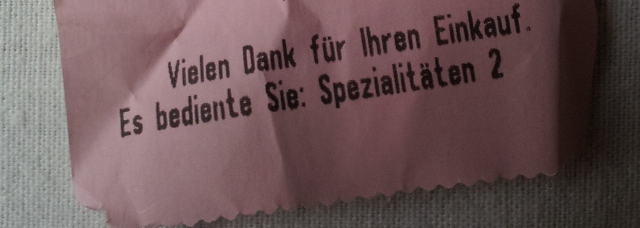 Vielen Dank für Ihren Einkauf.
Es bediente Sie: Spezialitäten 2